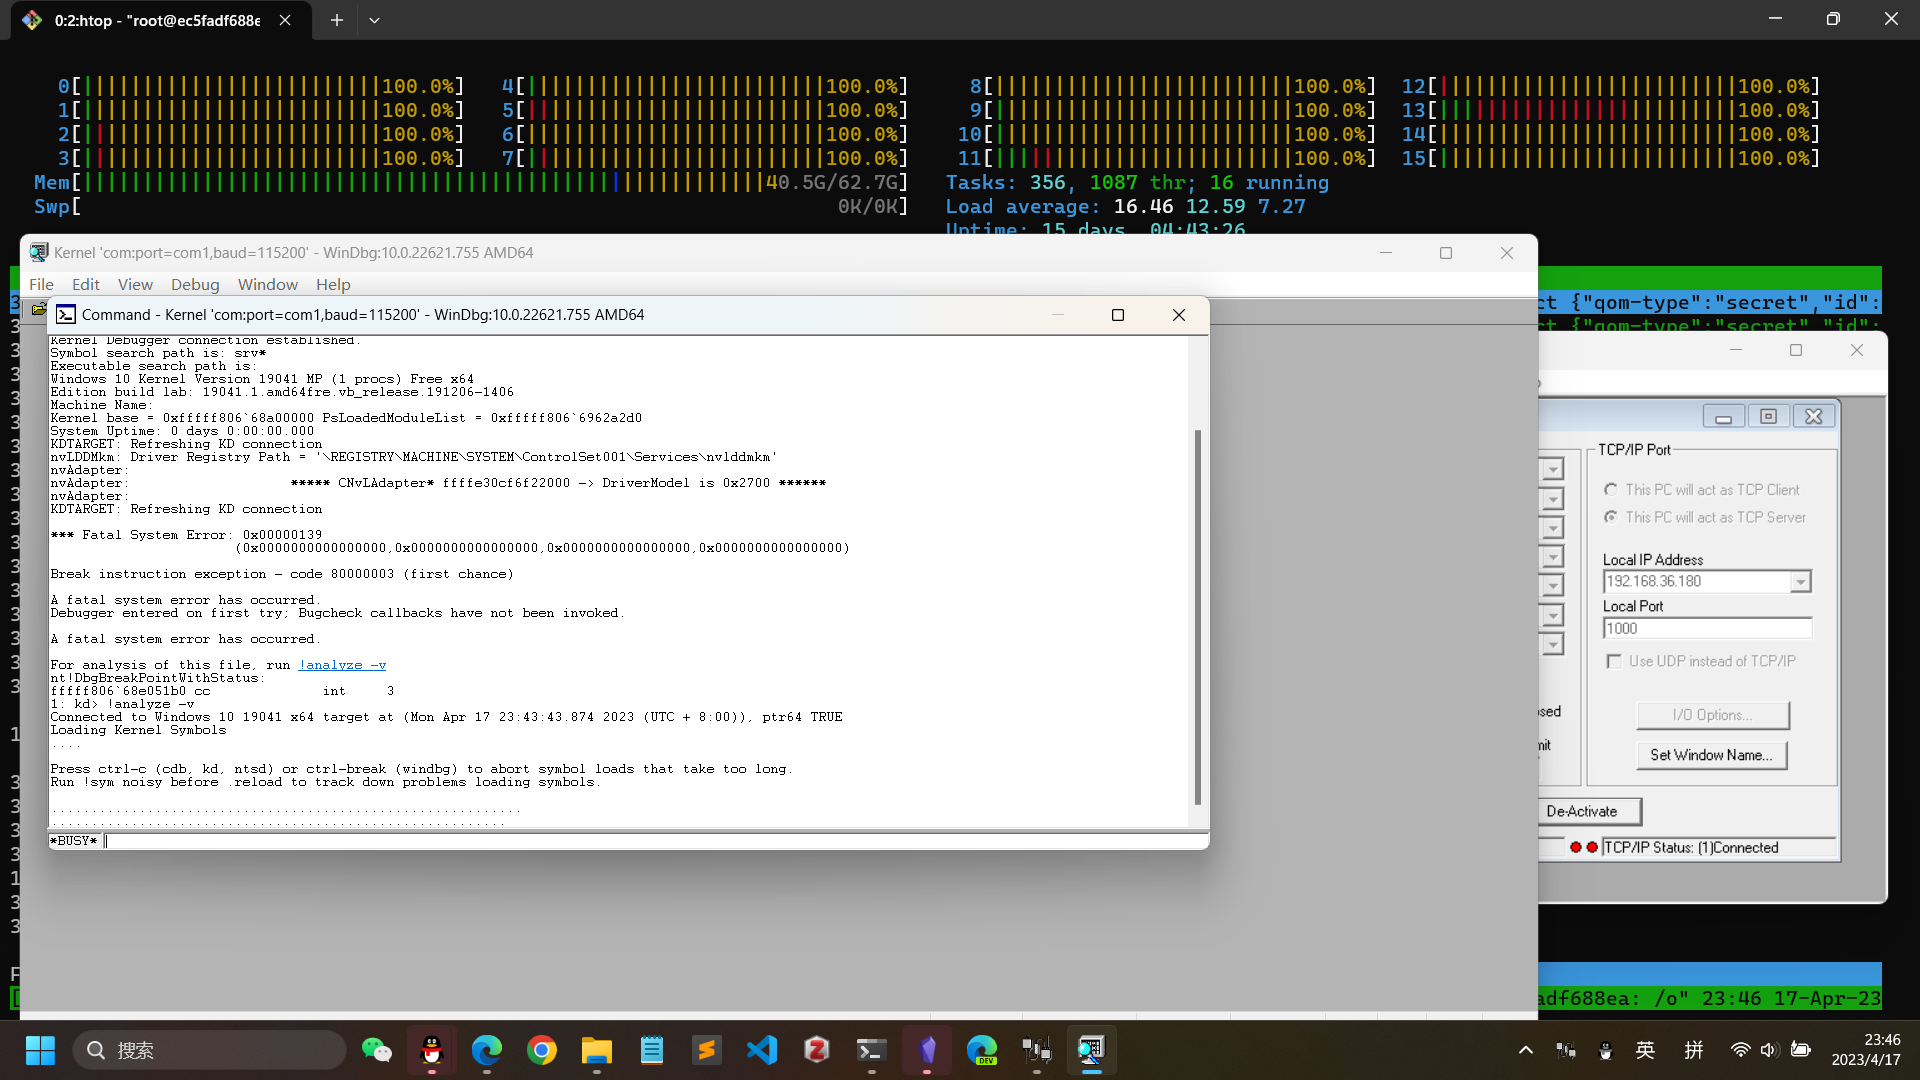 0:2:htop - "root@ec5fadf688e
0[100.0%] 4[100.0%] 8[100.0%] 12[100.0%]
1[100.0%] 5[100.0%] 9[100.0%] 13[100.0%]
2[100.0%] 6[100.0%] 10[100.0%] 14[100.0%]
3[100.0%] 7[100.0%] 11[100.0%] 15[100.0%]
Mem[40.5G/62.7G] Tasks: 356, 1087 thr; 16 running
Swp[0K/0K] Load average: 16.46 12.59 7.27
Uptime: 15 days, 04:43:26
Kernel 'com:port=com1,baud=115200' - WinDbg:10.0.22621.755 AMD64
File Edit View Debug Window Help
ct {"qom-type":"secret","id":
ct {"qom-type":"secret","id":
Command - Kernel 'com:port=com1,baud=115200' - WinDbg:10.0.22621.755 AMD64
Kernel Debugger connection established.
Symbol search path is: srv*
Executable search path is:
Windows 10 Kernel Version 19041 MP (1 procs) Free x64
Edition build lab: 19041.1.amd64fre.vb_release.191206-1406
Machine Name:
Kernel base = 0xfffff806`68a00000 PsLoadedModuleList = 0xfffff806`6962a2d0
System Uptime: 0 days 0:00:00.000
KDTARGET: Refreshing KD connection
nvLDDMkm: Driver Registry Path = '\REGISTRY\MACHINE\SYSTEM\ControlSet001\Services\nvlddmkm'
nvAdapter:
nvAdapter: ***** CNvLAdapter* ffffe30cf6f22000 -> DriverModel is 0x2700 ******
nvAdapter:
KDTARGET: Refreshing KD connection
*** Fatal System Error: 0x00000139
(0x0000000000000000,0x0000000000000000,0x0000000000000000,0x0000000000000000)
Break instruction exception - code 80000003 (first chance)
A fatal system error has occurred.
Debugger entered on first try; Bugcheck callbacks have not been invoked.
A fatal system error has occurred.
For analysis of this file, run !analyze -v
nt!DbgBreakPointWithStatus:
fffff806`68e051b0 cc int 3
1: kd> !analyze -v
Connected to Windows 10 19041 x64 target at (Mon Apr 17 23:43:43.874 2023 (UTC + 8:00)), ptr64 TRUE
Loading Kernel Symbols
....
Press ctrl-c (cdb, kd, ntsd) or ctrl-break (windbg) to abort symbol loads that take too long.
Run !sym noisy before .reload to track down problems loading symbols.
............................................................
..........................................................
*BUSY*
TCP/IP Port
This PC will act as TCP Client
This PC will act as TCP Server
Local IP Address
192.168.36.180
Local Port
1000
Use UDP instead of TCP/IP
I/O Options...
Set Window Name...
De-Activate
TCP/IP Status: (1)Connected
adf688ea: /o" 23:46 17-Apr-23
搜索
DEV
英
拼
23:46
2023/4/17